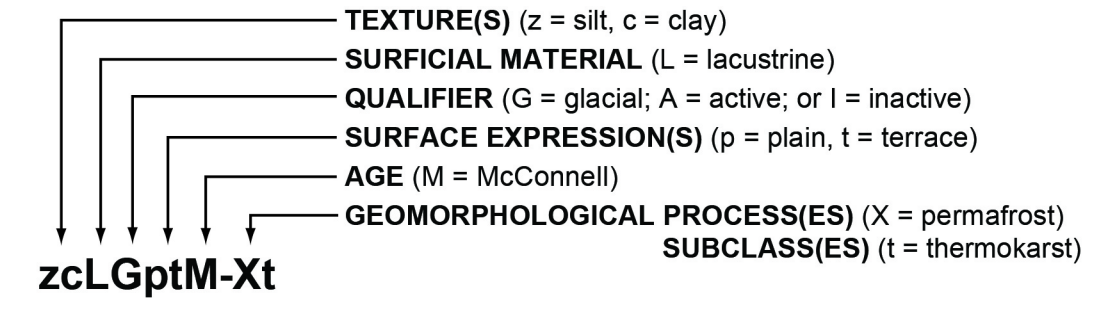 TEXTURE(S) (z = silt, c = clay)
SURFICIAL MATERIAL (L = lacustrine)
QUALIFIER (G = glacial; A = active; or I = inactive)
SURFACE EXPRESSION(S) (p = plain, t = terrace)
AGE (M = McConnell)
GEOMORPHOLOGICAL PROCESS(ES) (X = permafrost)
SUBCLASS(ES) (t = thermokarst)
zcLGptM-Xt